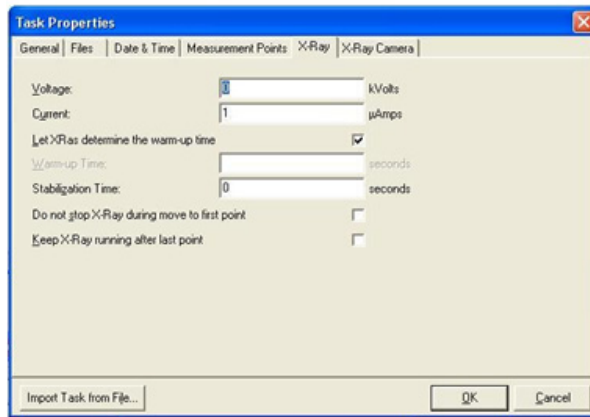 Task Properties
General Files Date & Time Measurement Points X-Ray X-Ray Camera
Voltage: 0 kVolts
Current: 1 µAmps
Let XRas determine the warm-up time
Warm-up Time: seconds
Stabilization Time: 0 seconds
Do not stop X-Ray during move to first point
Keep X-Ray running after last point
Import Task from File... OK Cancel